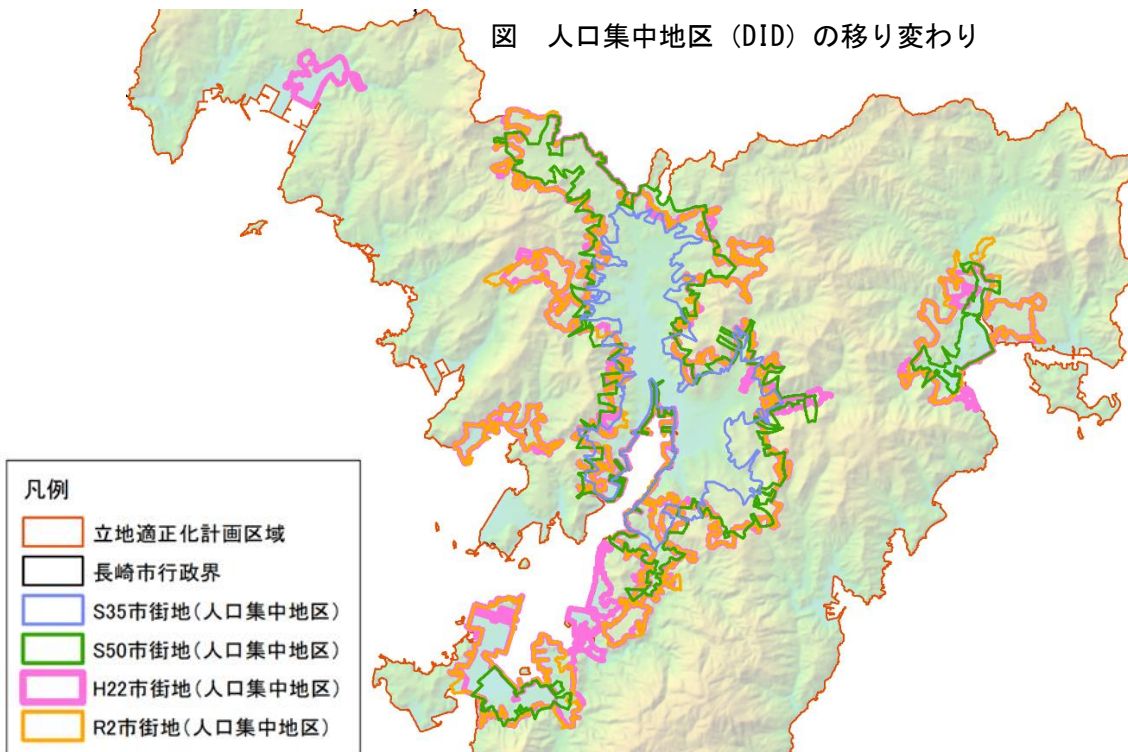 図　人口集中地区（DID）の移り変わり
凡例
立地適正化計画区域
長崎市行政界
S35市街地(人口集中地区)
S50市街地(人口集中地区)
H22市街地(人口集中地区)
R2市街地(人口集中地区)